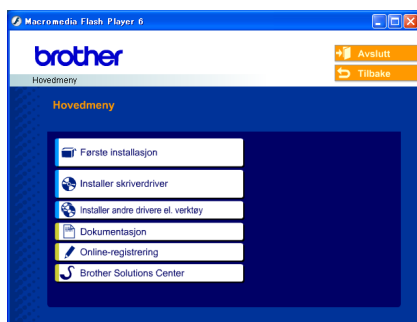 Macromedia Flash Player 6
brother
Avslutt
Tilbake
Hovedmeny
Hovedmeny
Første installasjon
Installer skriverdriver
Installer andre drivere el. verktøy
Dokumentasjon
Online-registrering
Brother Solutions Center